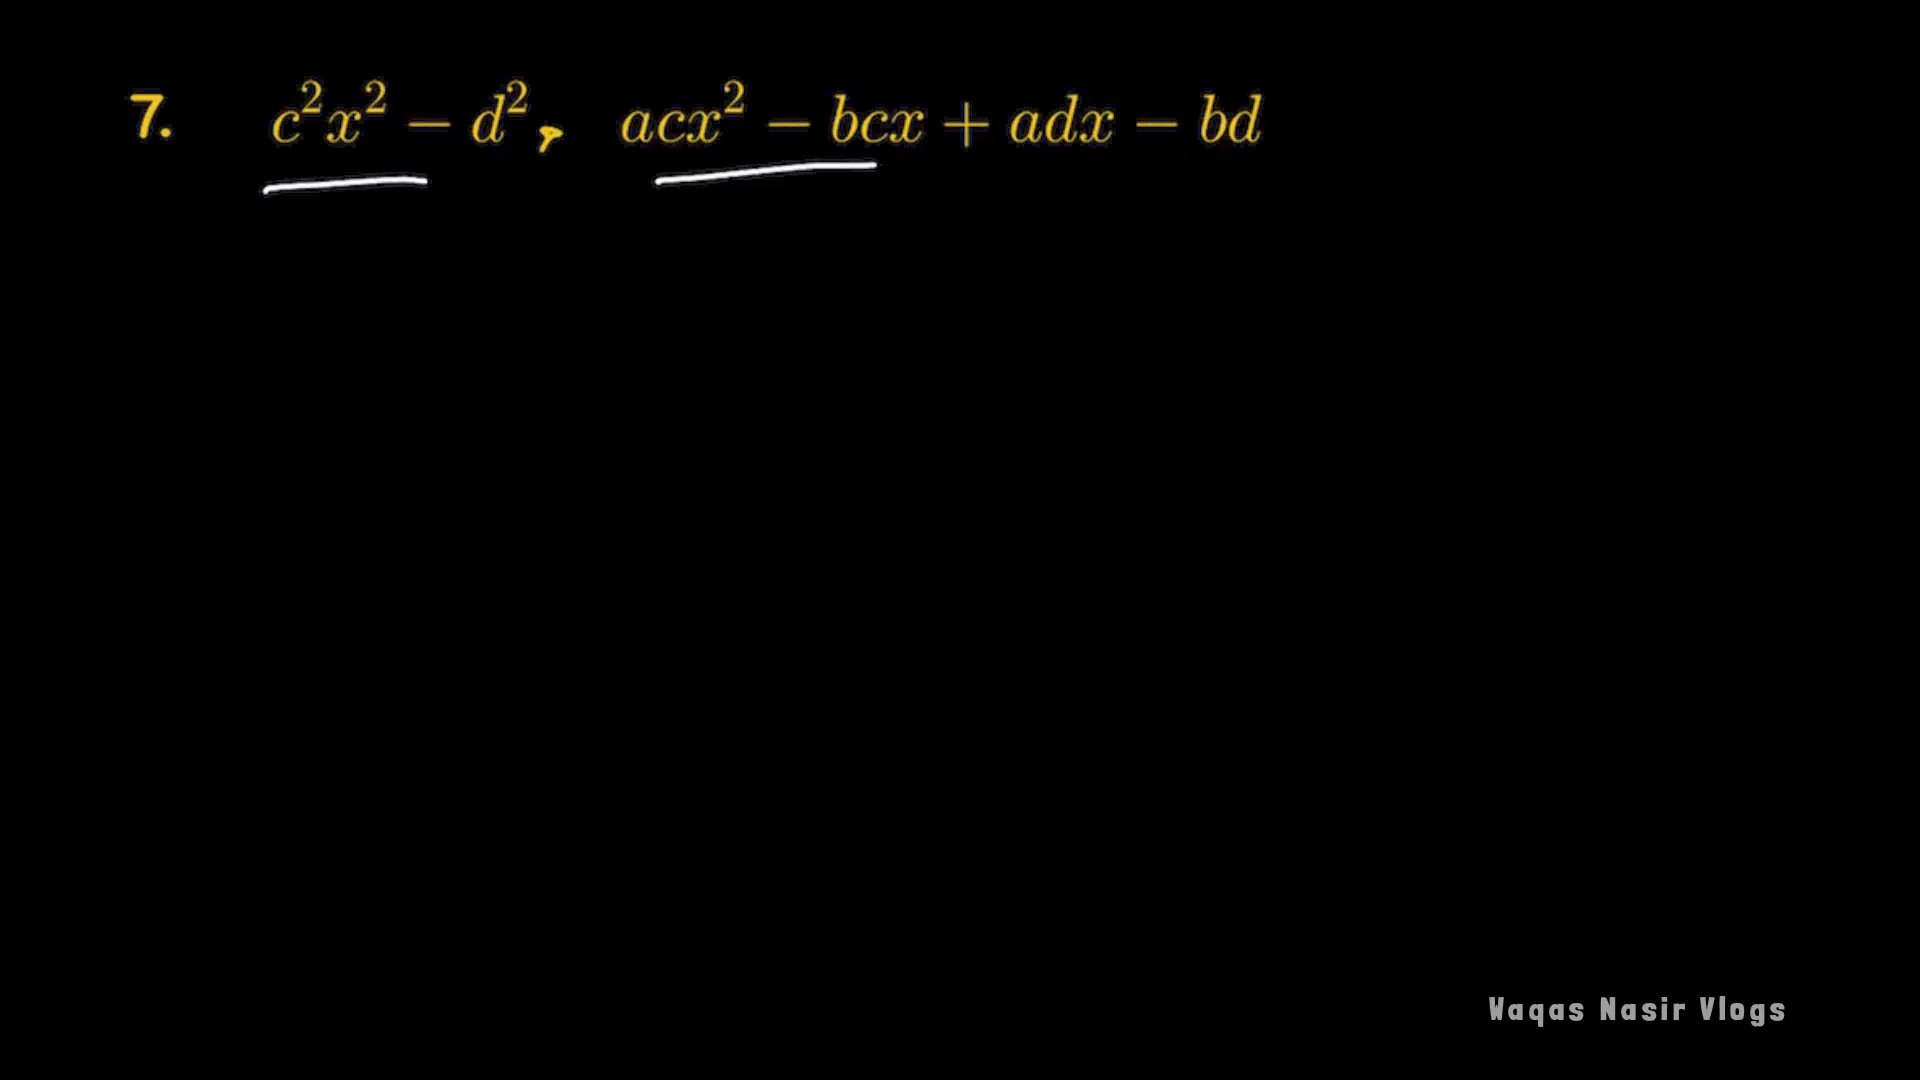 7. c²x² − d², acx² − bcx + adx − bd
Waqas Nasir Vlogs